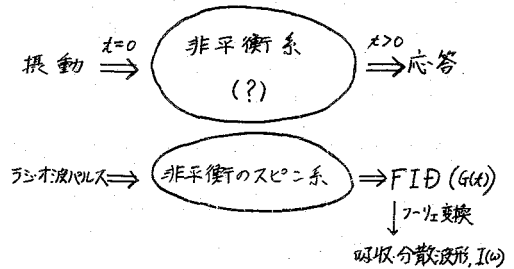 摂動 t=0 ⇒ 非平衡系 (?) t>0 ⇒ 応答
ラジオ波パルス ⇒ 非平衡のスピン系 ⇒ FID (G(t))
↓ フーリエ変換
吸収・分散波形, I(ω)